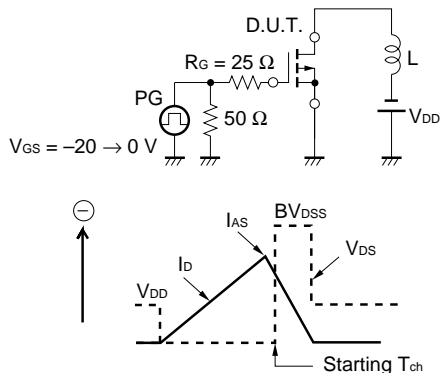 D.U.T.
RG = 25 Ω
L
PG
50 Ω
VDD
VGS = −20 → 0 V
−
BVDSS
IAS
VDS
ID
VDD
Starting Tch